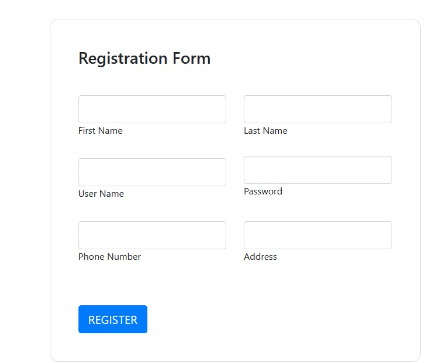 Registration Form
First Name
Last Name
User Name
Password
Phone Number
Address
REGISTER